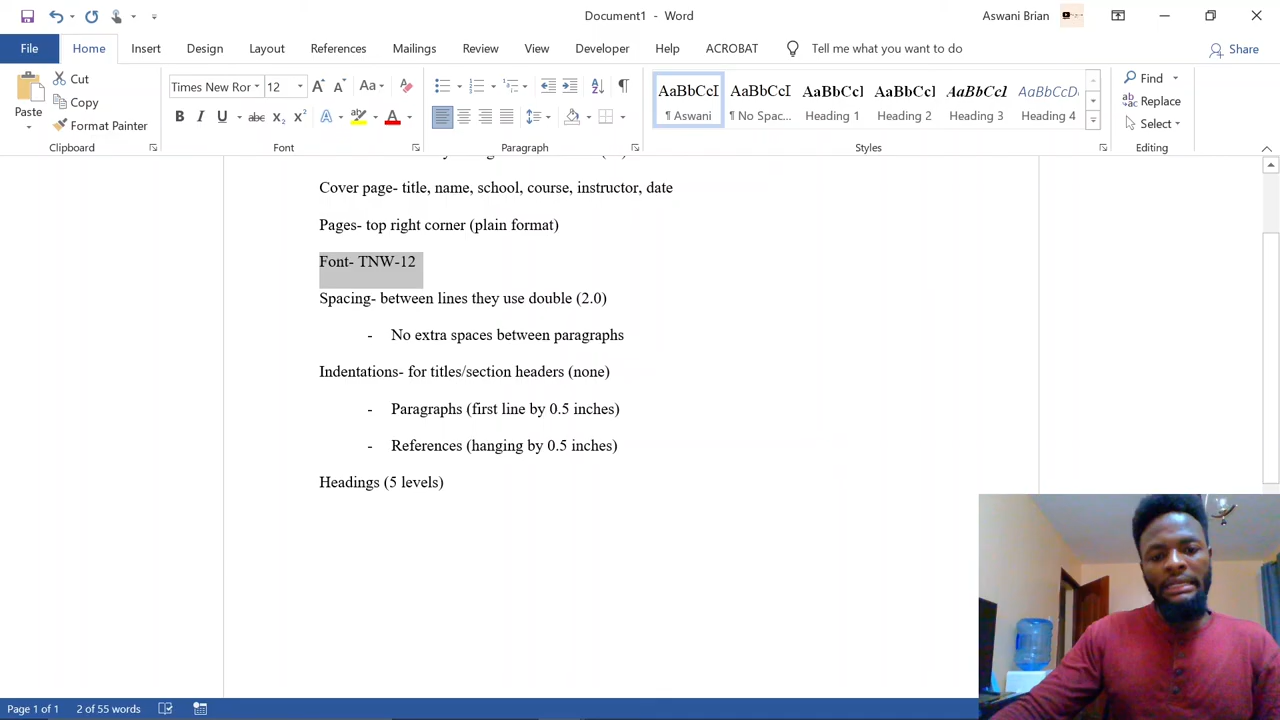 Document1 - Word
Aswani Brian
File Home Insert Design Layout References Mailings Review View Developer Help ACROBAT Tell me what you want to do Share
Paste
Cut
Copy
Format Painter
Clipboard
Times New Ror 12
Font
Paragraph
AaBbCcI AaBbCcI AaBbCcl AaBbCcl AaBbCcl AaBbCcD.
¶ Aswani ¶ No Spac... Heading 1 Heading 2 Heading 3 Heading 4
Styles
Find
Replace
Select
Editing
Cover page- title, name, school, course, instructor, date
Pages- top right corner (plain format)
Font- TNW-12
Spacing- between lines they use double (2.0)
- No extra spaces between paragraphs
Indentations- for titles/section headers (none)
- Paragraphs (first line by 0.5 inches)
- References (hanging by 0.5 inches)
Headings (5 levels)
Page 1 of 1 2 of 55 words